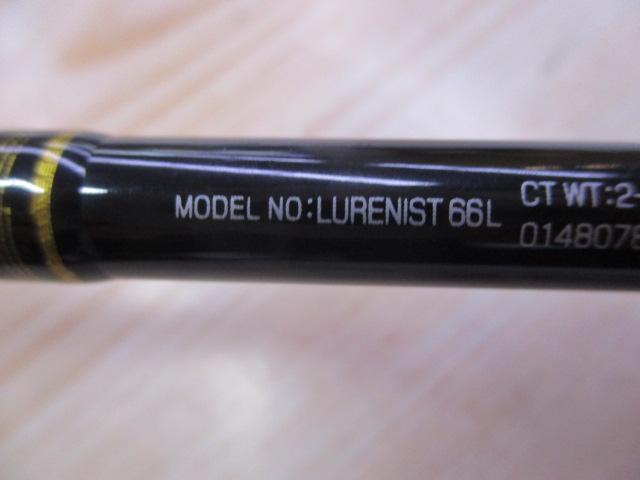 MODEL NO:LURENIST 66L
CT WT:2-
0148078